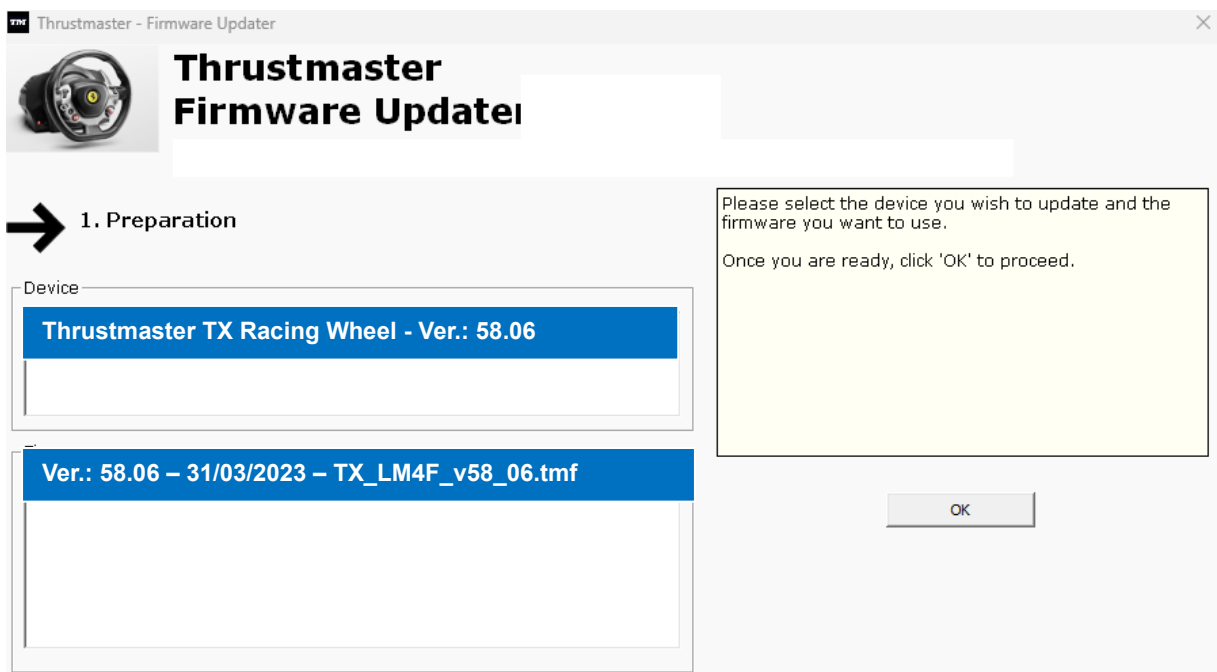 Thrustmaster - Firmware Updater
Thrustmaster
Firmware Updater
1. Preparation
Please select the device you wish to update and the
firmware you want to use.
Once you are ready, click 'OK' to proceed.
Device
Thrustmaster TX Racing Wheel - Ver.: 58.06
Ver.: 58.06 – 31/03/2023 – TX_LM4F_v58_06.tmf
OK